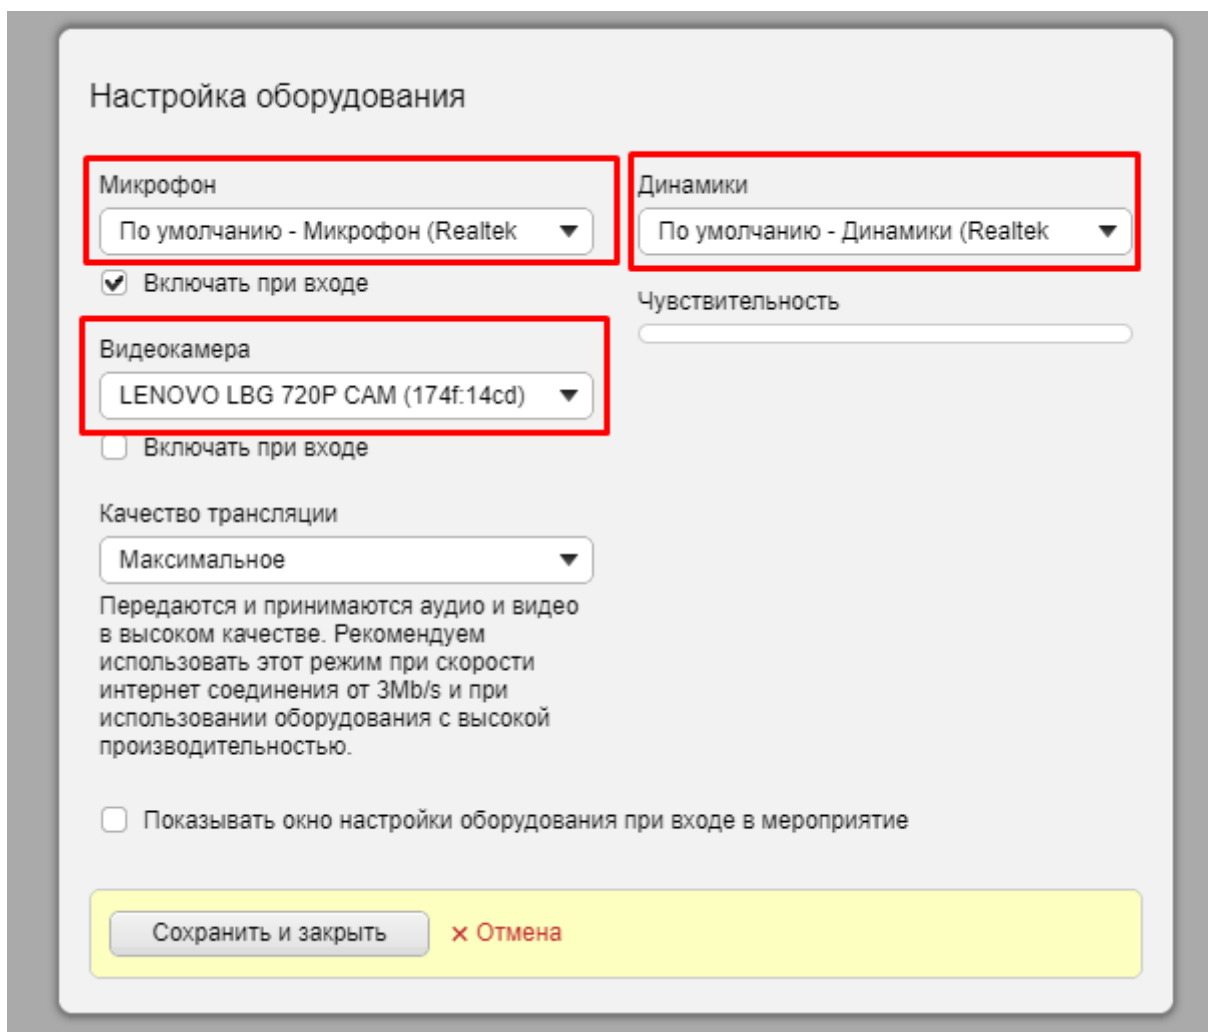 Настройка оборудования
Микрофон
По умолчанию - Микрофон (Realtek
Включать при входе
Динамики
По умолчанию - Динамики (Realtek
Чувствительность
Видеокамера
LENOVO LBG 720P CAM (174f:14cd)
Включать при входе
Качество трансляции
Максимальное
Передаются и принимаются аудио и видео
в высоком качестве. Рекомендуем
использовать этот режим при скорости
интернет соединения от 3Mb/s и при
использовании оборудования с высокой
производительностью.
Показывать окно настройки оборудования при входе в мероприятие
Сохранить и закрыть
× Отмена